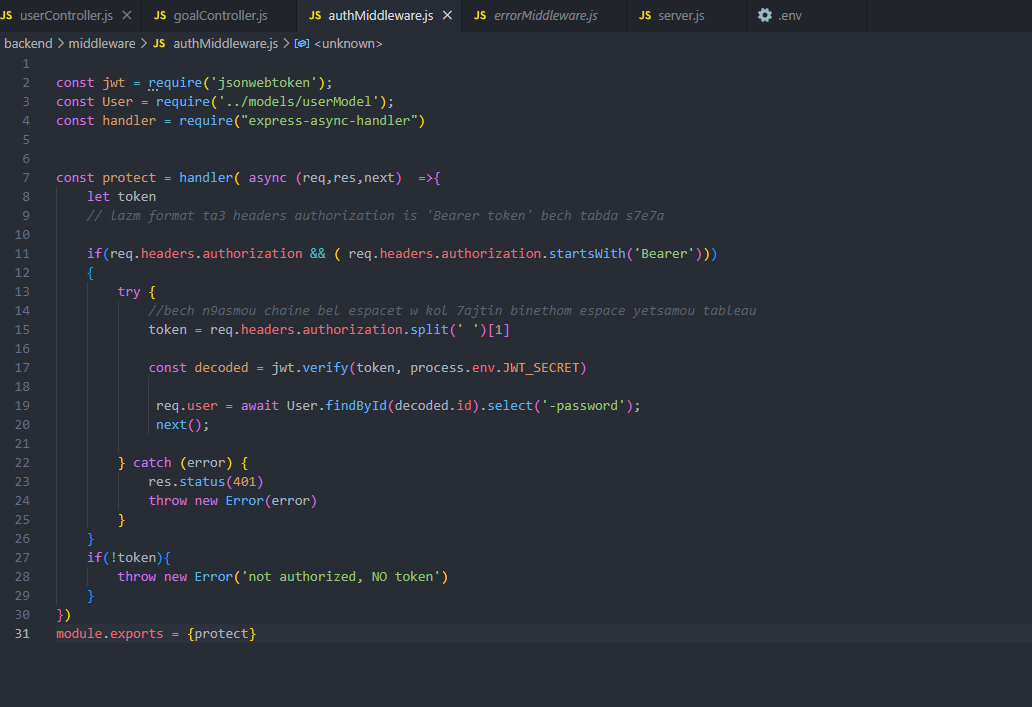 JS userController.js × JS goalController.js JS authMiddleware.js × JS errorMiddleware.js JS server.js .env
backend > middleware > JS authMiddleware.js > <unknown>
1
2 const jwt = require('jsonwebtoken');
3 const User = require('../models/userModel');
4 const handler = require("express-async-handler")
5
6
7 const protect = handler( async (req,res,next)  =>{
8 let token
9 // lazm format ta3 headers authorization is 'Bearer token' bech tabda s7e7a
10
11 if(req.headers.authorization && ( req.headers.authorization.startsWith('Bearer')))
12 {
13 try {
14 //bech n9asmou chaine bel espacet w kol 7ajtin binethom espace yetsamou tableau
15 token = req.headers.authorization.split(' ')[1]
16
17 const decoded = jwt.verify(token, process.env.JWT_SECRET)
18
19 req.user = await User.findById(decoded.id).select('-password');
20 next();
21
22 } catch (error) {
23 res.status(401)
24 throw new Error(error)
25 }
26 }
27 if(!token){
28 throw new Error('not authorized, NO token')
29 }
30 })
31 module.exports = {protect}